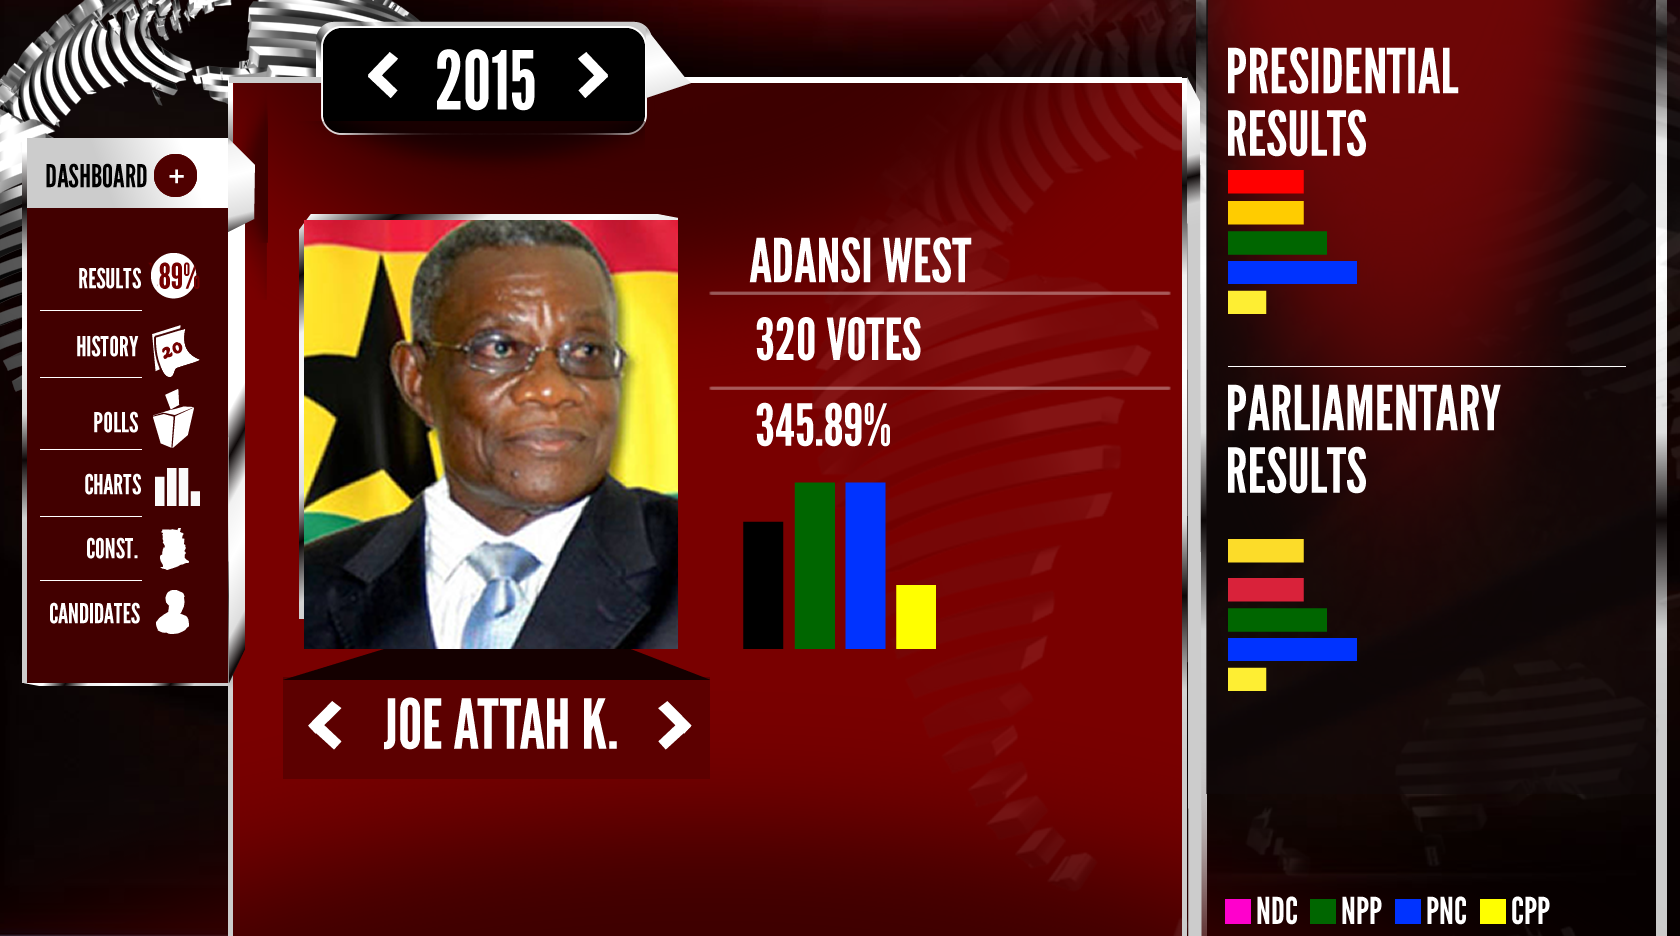 2015
DASHBOARD +
RESULTS 89%
HISTORY 20
POLLS
CHARTS
CONST.
CANDIDATES
ADANSI WEST
320 VOTES
345.89%
JOE ATTAH K.
PRESIDENTIAL
RESULTS
PARLIAMENTARY
RESULTS
NDC NPP PNC CPP